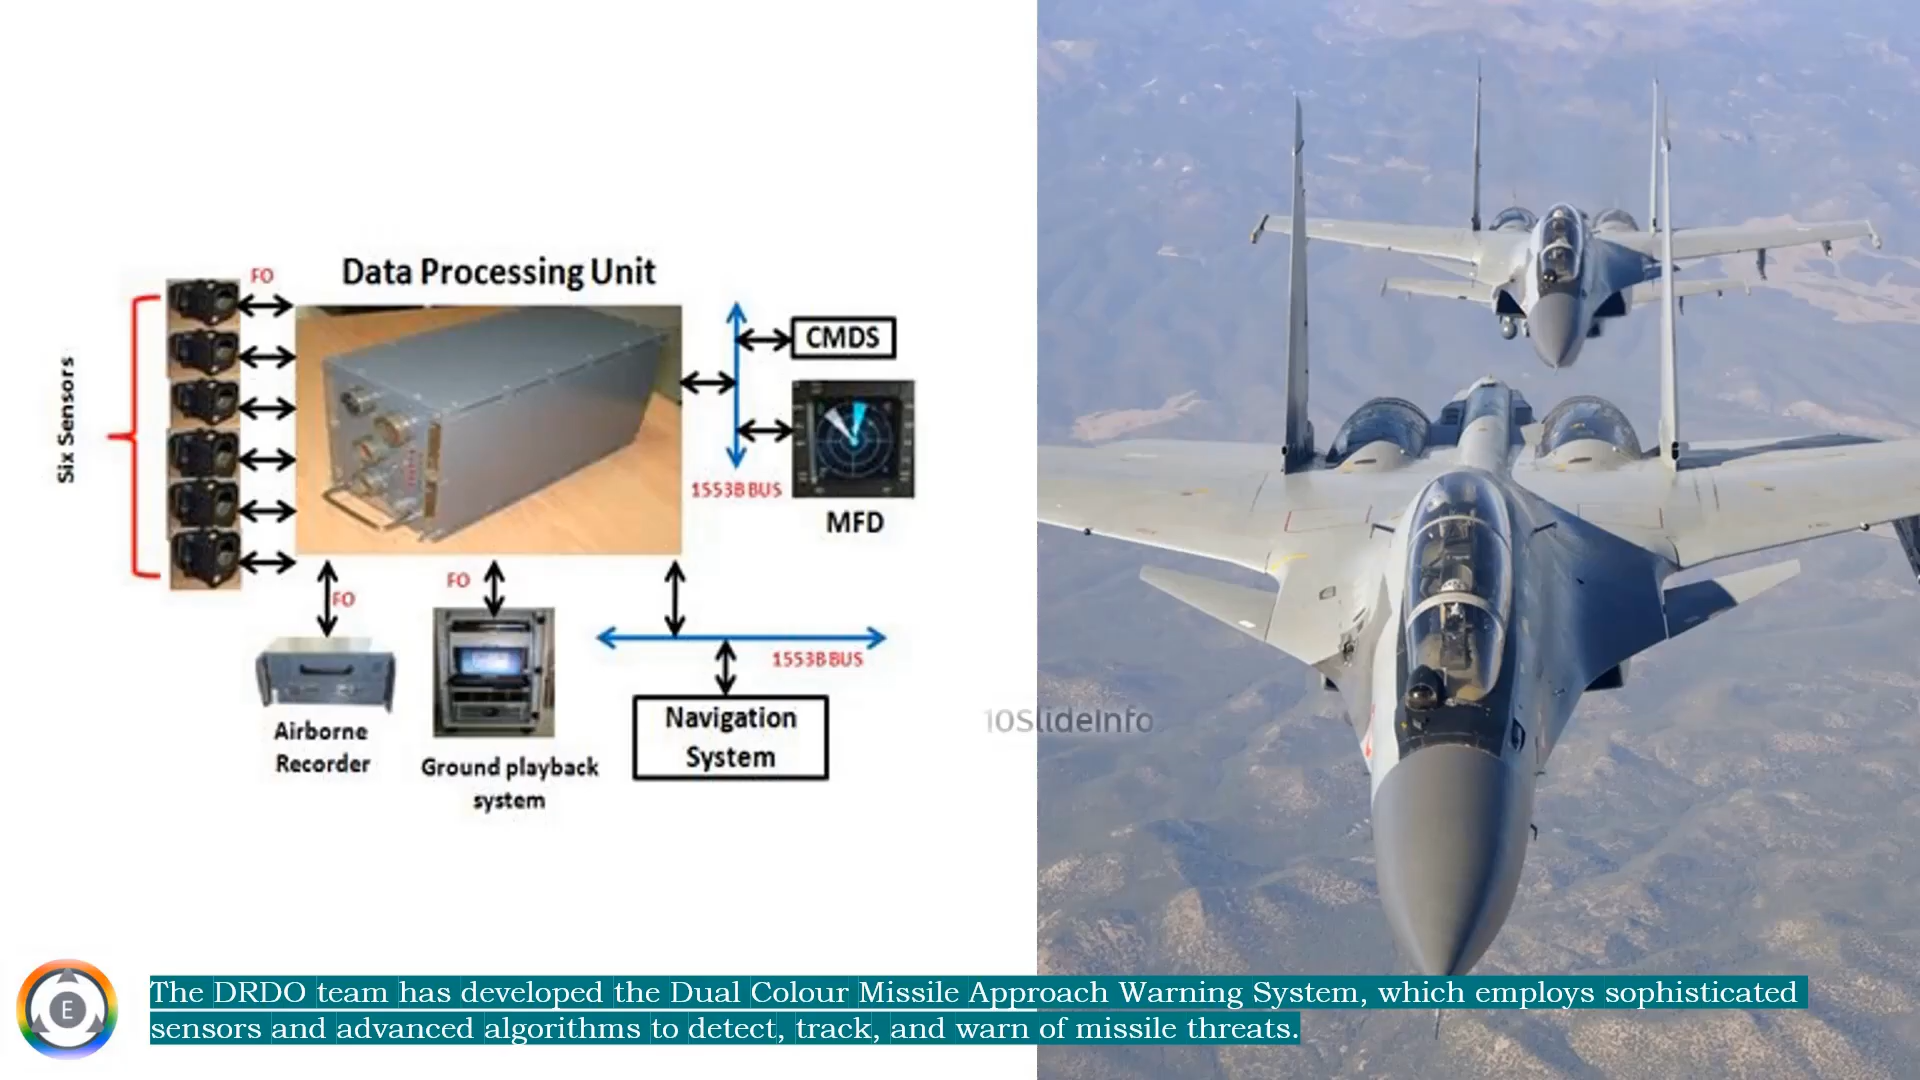 Data Processing Unit
FO
Six Sensors
CMDS
1553B BUS
MFD
FO
FO
1553B BUS
Airborne
Recorder
Ground playback
system
Navigation
System
10SlideInfo
E
The DRDO team has developed the Dual Colour Missile Approach Warning System, which employs sophisticated
sensors and advanced algorithms to detect, track, and warn of missile threats.